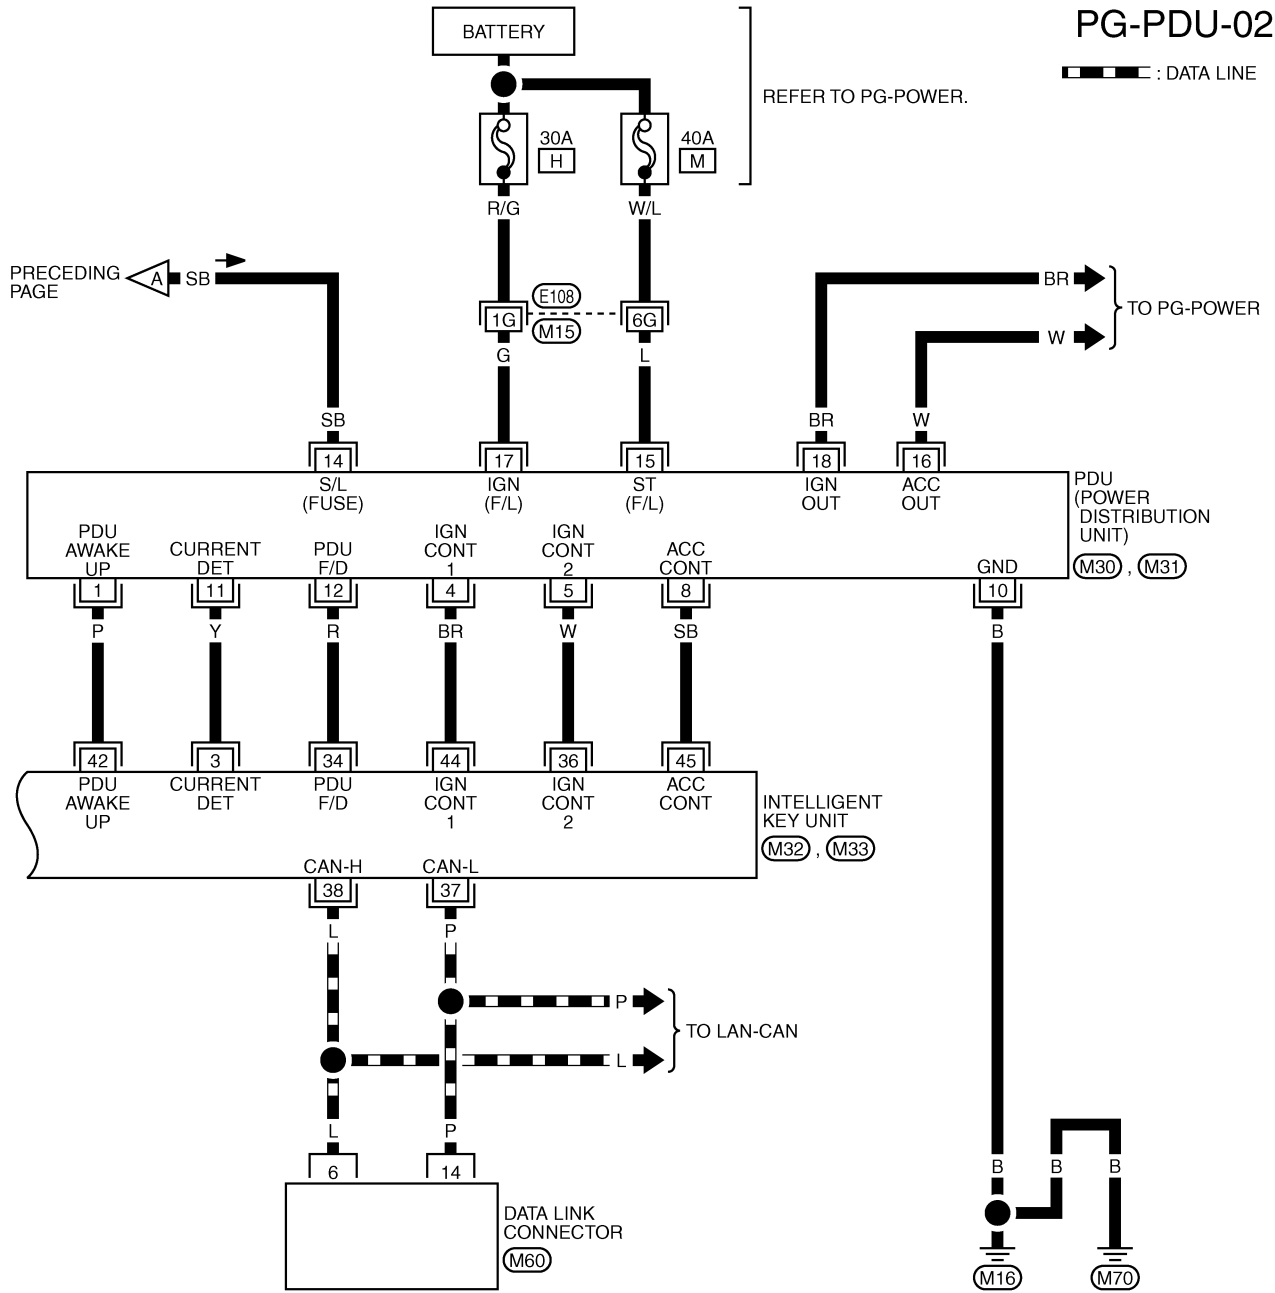 PG-PDU-02
BATTERY
: DATA LINE
REFER TO PG-POWER.
30A
H
40A
M
R/G
W/L
PRECEDING
PAGE
A
SB
E108
1G
6G
M15
G
L
BR
TO PG-POWER
W
SB
BR
W
14
17
15
18
16
S/L
(FUSE)
IGN
(F/L)
ST
(F/L)
IGN
OUT
ACC
OUT
PDU
(POWER
DISTRIBUTION
UNIT)
M30 , M31
PDU
AWAKE
UP
CURRENT
DET
PDU
F/D
IGN
CONT
1
IGN
CONT
2
ACC
CONT
GND
1
11
12
4
5
8
10
P
Y
R
BR
W
SB
B
42
3
34
44
36
45
PDU
AWAKE
UP
CURRENT
DET
PDU
F/D
IGN
CONT
1
IGN
CONT
2
ACC
CONT
INTELLIGENT
KEY UNIT
M32 , M33
CAN-H
CAN-L
38
37
L
P
P
TO LAN-CAN
L
L
P
6
14
DATA LINK
CONNECTOR
M60
B
B
B
M16
M70